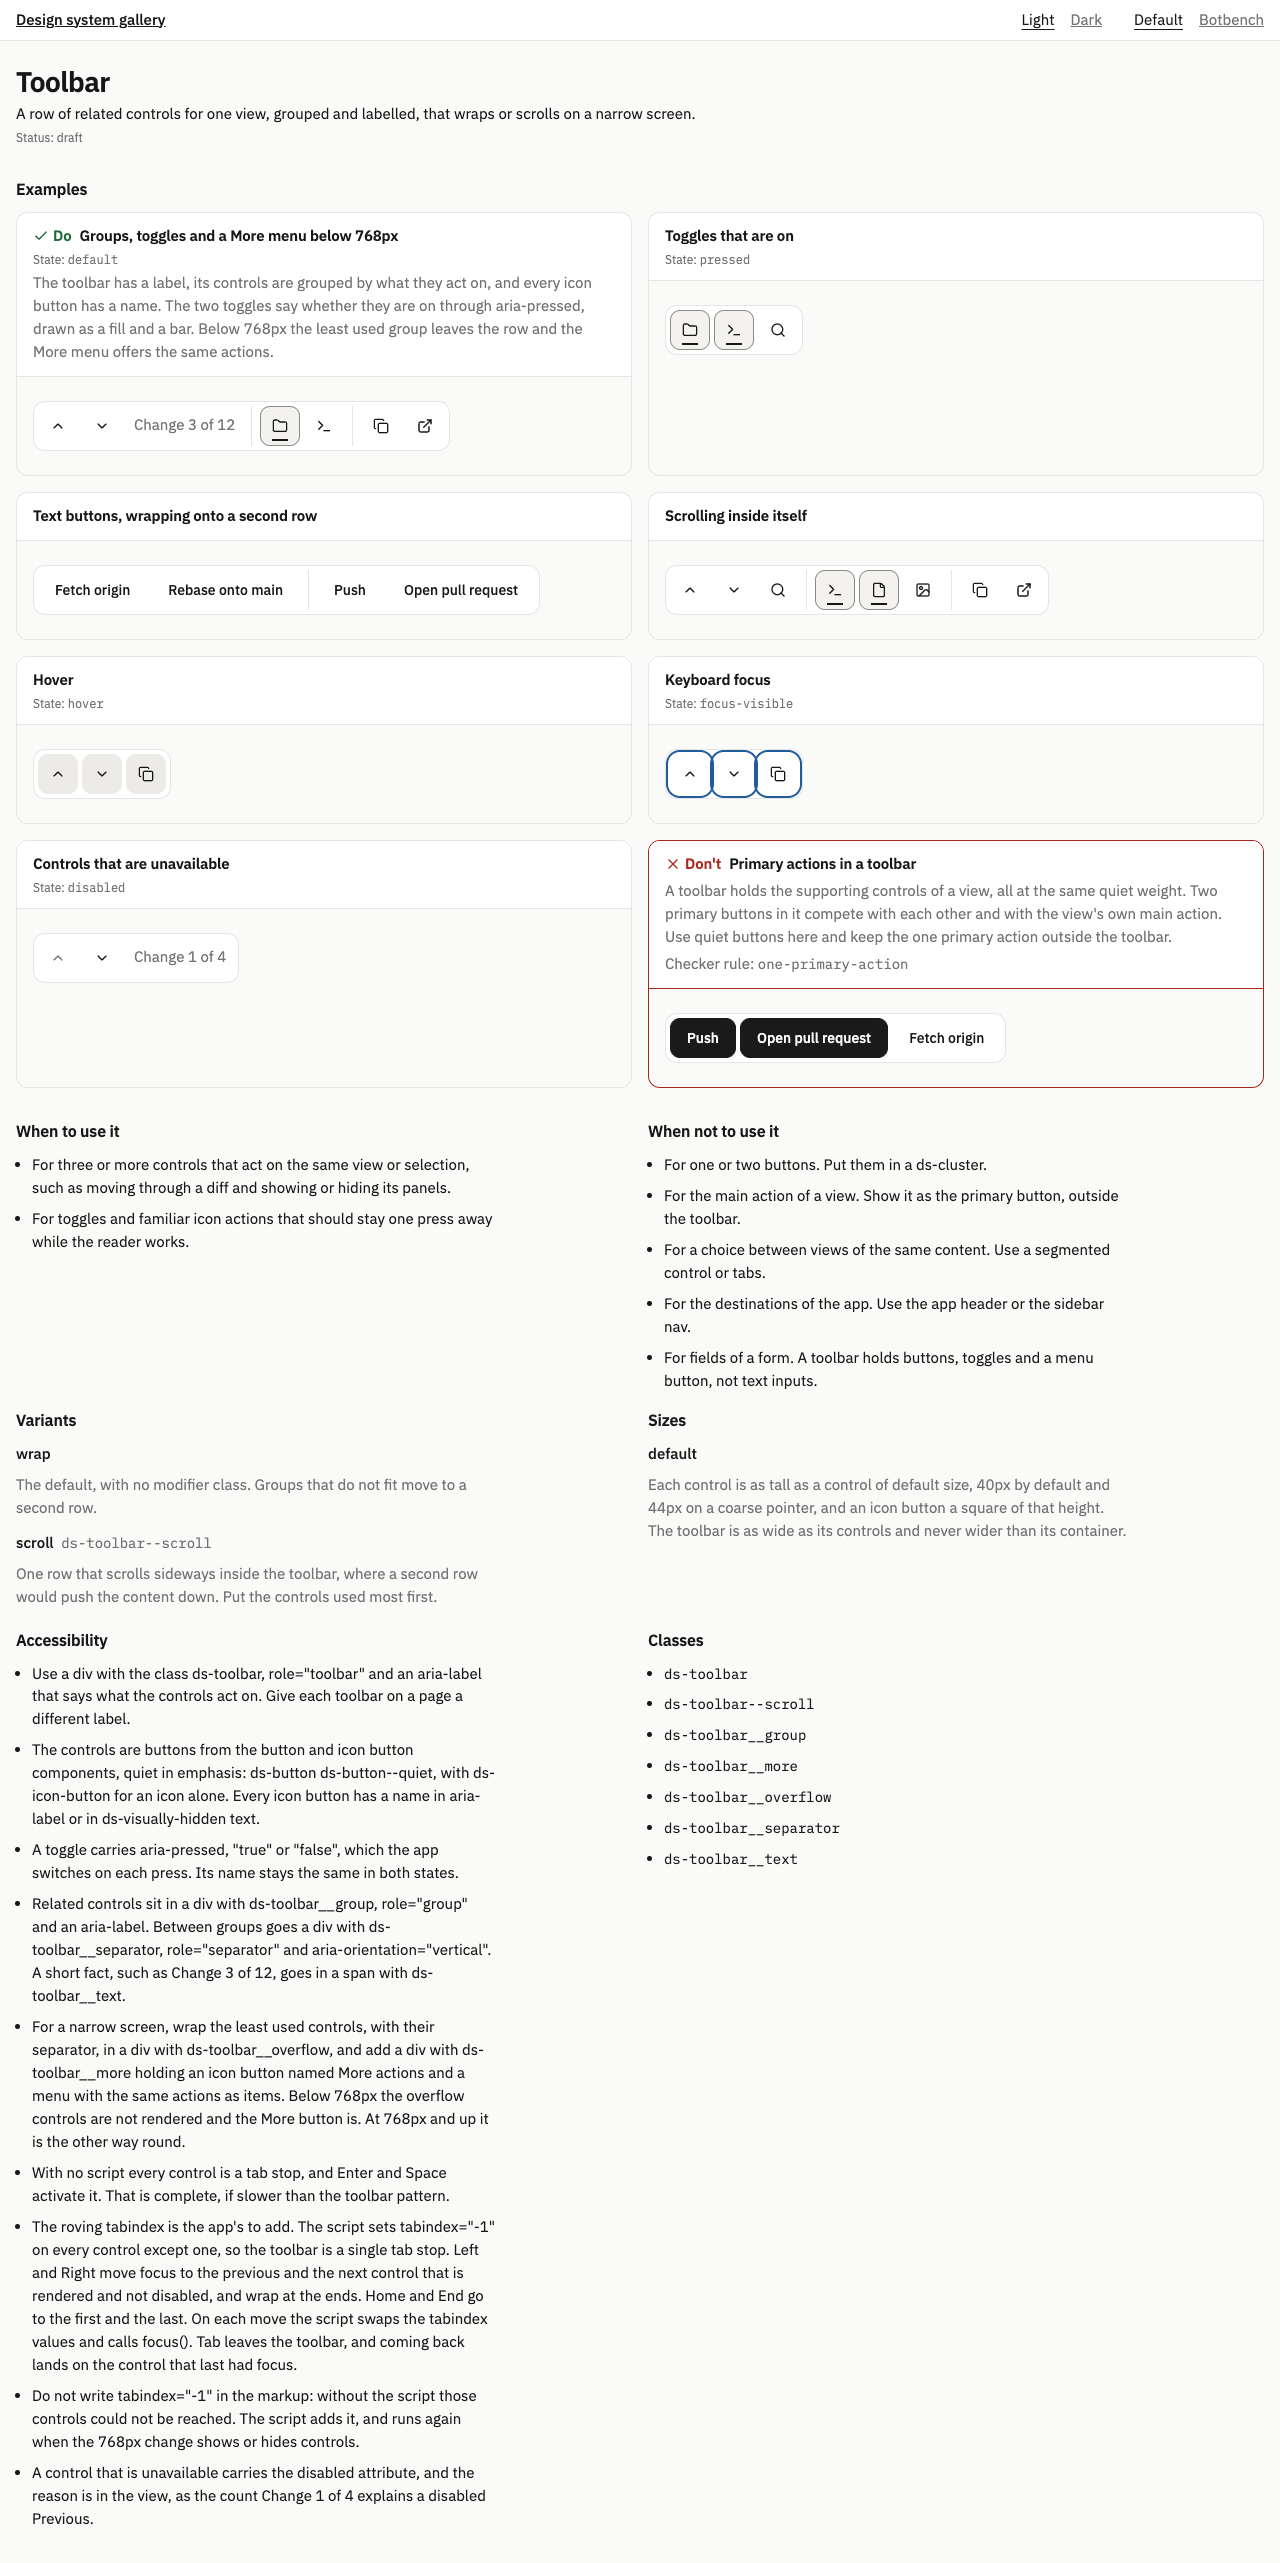 Design system gallery
Light Dark Default Botbench
Toolbar
A row of related controls for one view, grouped and labelled, that wraps or scrolls on a narrow screen.
Status: draft
Examples
Do Groups, toggles and a More menu below 768px
State: default
The toolbar has a label, its controls are grouped by what they act on, and every icon
button has a name. The two toggles say whether they are on through aria-pressed,
drawn as a fill and a bar. Below 768px the least used group leaves the row and the
More menu offers the same actions.
Change 3 of 12
Toggles that are on
State: pressed
Text buttons, wrapping onto a second row
Fetch origin Rebase onto main Push Open pull request
Scrolling inside itself
Hover
State: hover
Keyboard focus
State: focus-visible
Controls that are unavailable
State: disabled
Change 1 of 4
Don't Primary actions in a toolbar
A toolbar holds the supporting controls of a view, all at the same quiet weight. Two
primary buttons in it compete with each other and with the view's own main action.
Use quiet buttons here and keep the one primary action outside the toolbar.
Checker rule: one-primary-action
Push Open pull request Fetch origin
When to use it
For three or more controls that act on the same view or selection,
such as moving through a diff and showing or hiding its panels.
For toggles and familiar icon actions that should stay one press away
while the reader works.
When not to use it
For one or two buttons. Put them in a ds-cluster.
For the main action of a view. Show it as the primary button, outside
the toolbar.
For a choice between views of the same content. Use a segmented
control or tabs.
For the destinations of the app. Use the app header or the sidebar
nav.
For fields of a form. A toolbar holds buttons, toggles and a menu
button, not text inputs.
Variants
wrap
The default, with no modifier class. Groups that do not fit move to a
second row.
scroll ds-toolbar--scroll
One row that scrolls sideways inside the toolbar, where a second row
would push the content down. Put the controls used most first.
Sizes
default
Each control is as tall as a control of default size, 40px by default and
44px on a coarse pointer, and an icon button a square of that height.
The toolbar is as wide as its controls and never wider than its container.
Accessibility
Use a div with the class ds-toolbar, role="toolbar" and an aria-label
that says what the controls act on. Give each toolbar on a page a
different label.
The controls are buttons from the button and icon button
components, quiet in emphasis: ds-button ds-button--quiet, with ds-
icon-button for an icon alone. Every icon button has a name in aria-
label or in ds-visually-hidden text.
A toggle carries aria-pressed, "true" or "false", which the app
switches on each press. Its name stays the same in both states.
Related controls sit in a div with ds-toolbar__group, role="group"
and an aria-label. Between groups goes a div with ds-
toolbar__separator, role="separator" and aria-orientation="vertical".
A short fact, such as Change 3 of 12, goes in a span with ds-
toolbar__text.
For a narrow screen, wrap the least used controls, with their
separator, in a div with ds-toolbar__overflow, and add a div with ds-
toolbar__more holding an icon button named More actions and a
menu with the same actions as items. Below 768px the overflow
controls are not rendered and the More button is. At 768px and up it
is the other way round.
With no script every control is a tab stop, and Enter and Space
activate it. That is complete, if slower than the toolbar pattern.
The roving tabindex is the app's to add. The script sets tabindex="-1"
on every control except one, so the toolbar is a single tab stop. Left
and Right move focus to the previous and the next control that is
rendered and not disabled, and wrap at the ends. Home and End go
to the first and the last. On each move the script swaps the tabindex
values and calls focus(). Tab leaves the toolbar, and coming back
lands on the control that last had focus.
Do not write tabindex="-1" in the markup: without the script those
controls could not be reached. The script adds it, and runs again
when the 768px change shows or hides controls.
A control that is unavailable carries the disabled attribute, and the
reason is in the view, as the count Change 1 of 4 explains a disabled
Previous.
Classes
ds-toolbar
ds-toolbar--scroll
ds-toolbar__group
ds-toolbar__more
ds-toolbar__overflow
ds-toolbar__separator
ds-toolbar__text